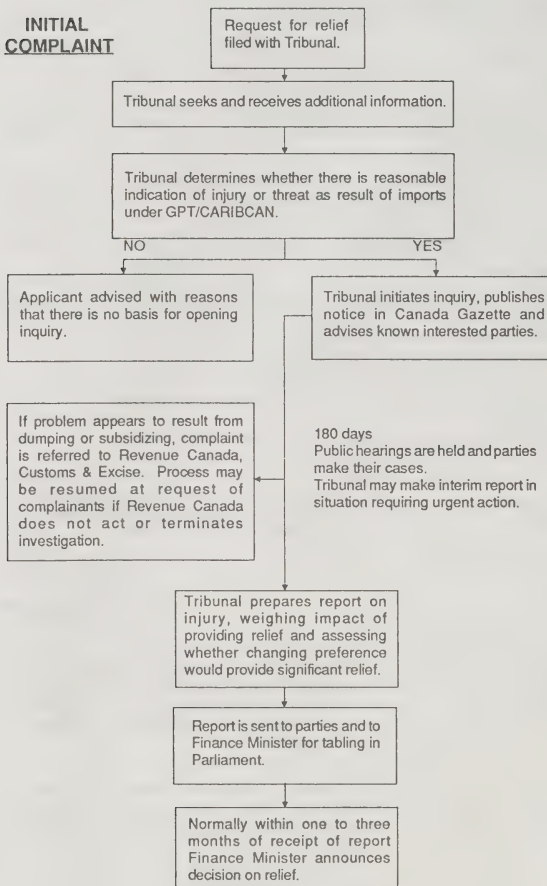 INITIAL
COMPLAINT
Request for relief
filed with Tribunal.
Tribunal seeks and receives additional information.
Tribunal determines whether there is reasonable
indication of injury or threat as result of imports
under GPT/CARIBCAN.
NO
YES
Applicant advised with reasons
that there is no basis for opening
inquiry.
Tribunal initiates inquiry, publishes
notice in Canada Gazette and
advises known interested parties.
If problem appears to result from
dumping or subsidizing, complaint
is referred to Revenue Canada,
Customs & Excise. Process may
be resumed at request of
complainants if Revenue Canada
does not act or terminates
investigation.
180 days
Public hearings are held and parties
make their cases.
Tribunal may make interim report in
situation requiring urgent action.
Tribunal prepares report on
injury, weighing impact of
providing relief and assessing
whether changing preference
would provide significant relief.
Report is sent to parties and to
Finance Minister for tabling in
Parliament.
Normally within one to three
months of receipt of report
Finance Minister announces
decision on relief.